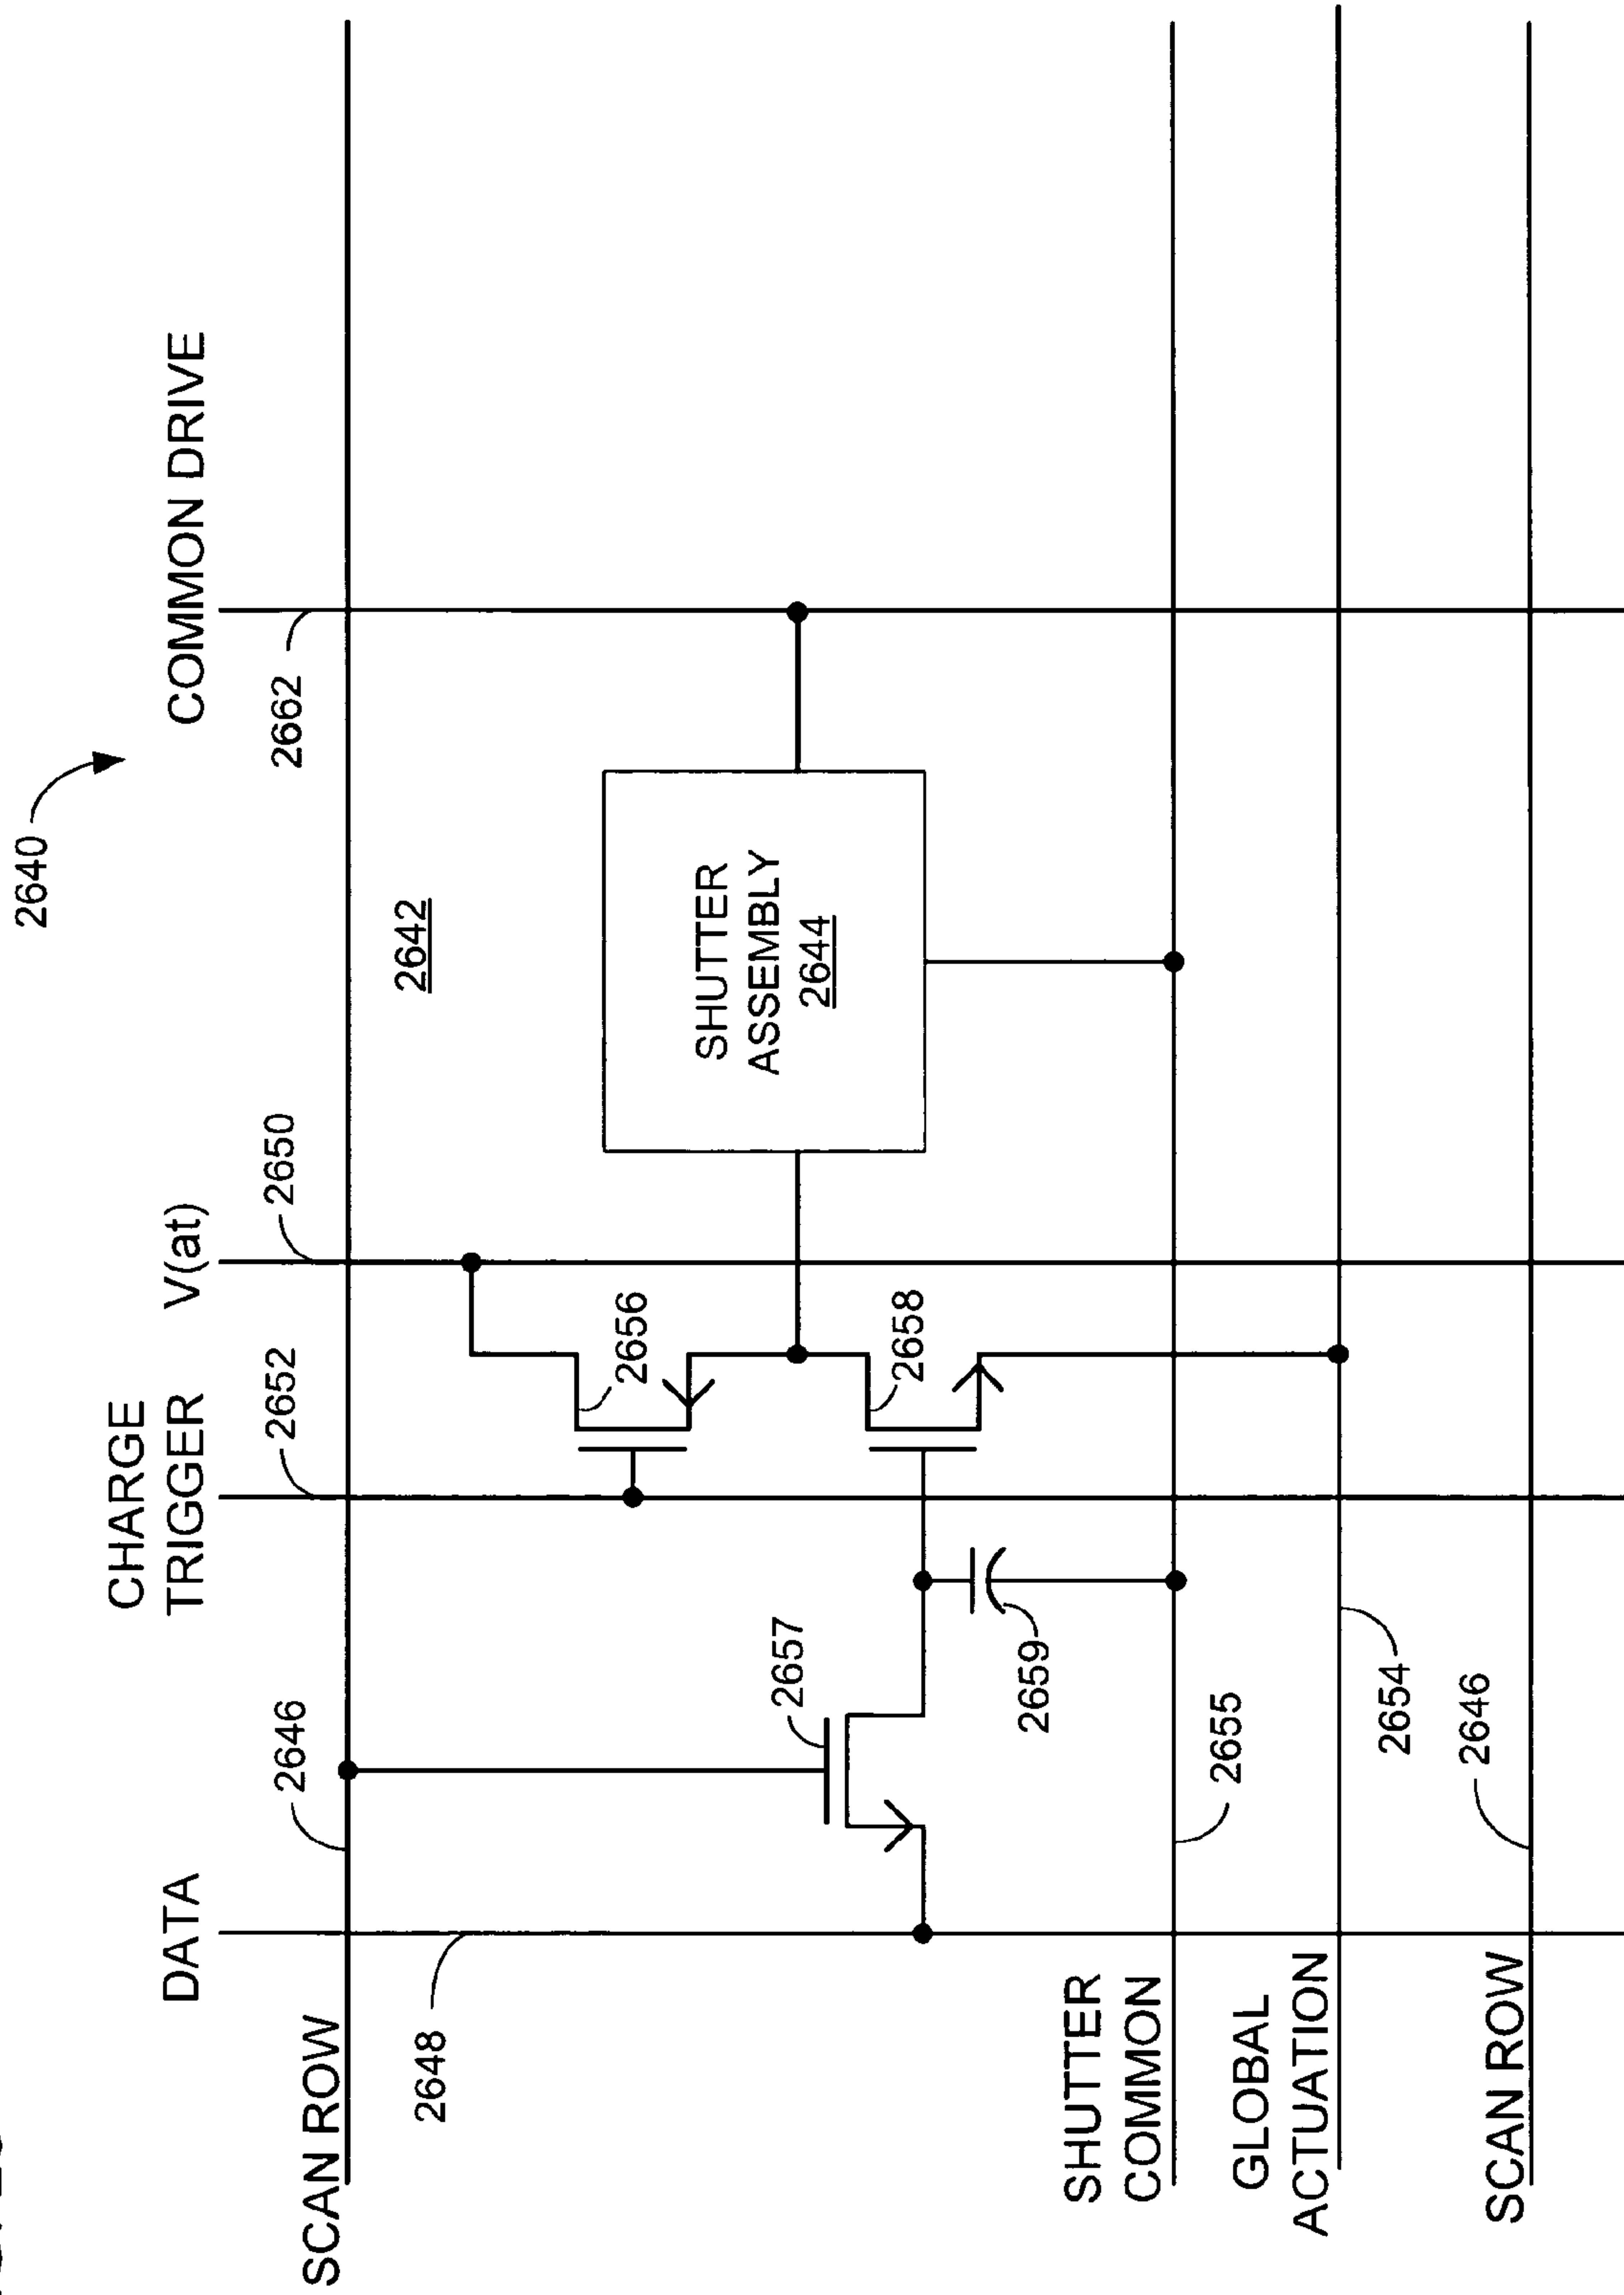 2640
DATA
CHARGE
TRIGGER
V(at)
COMMON DRIVE
2646
2652
2650
2662
SCAN ROW
2648
2642
2656
SHUTTER
ASSEMBLY
2644
2657
2658
2659
SHUTTER
COMMON
2655
GLOBAL
ACTUATION
2654
SCAN ROW
2646